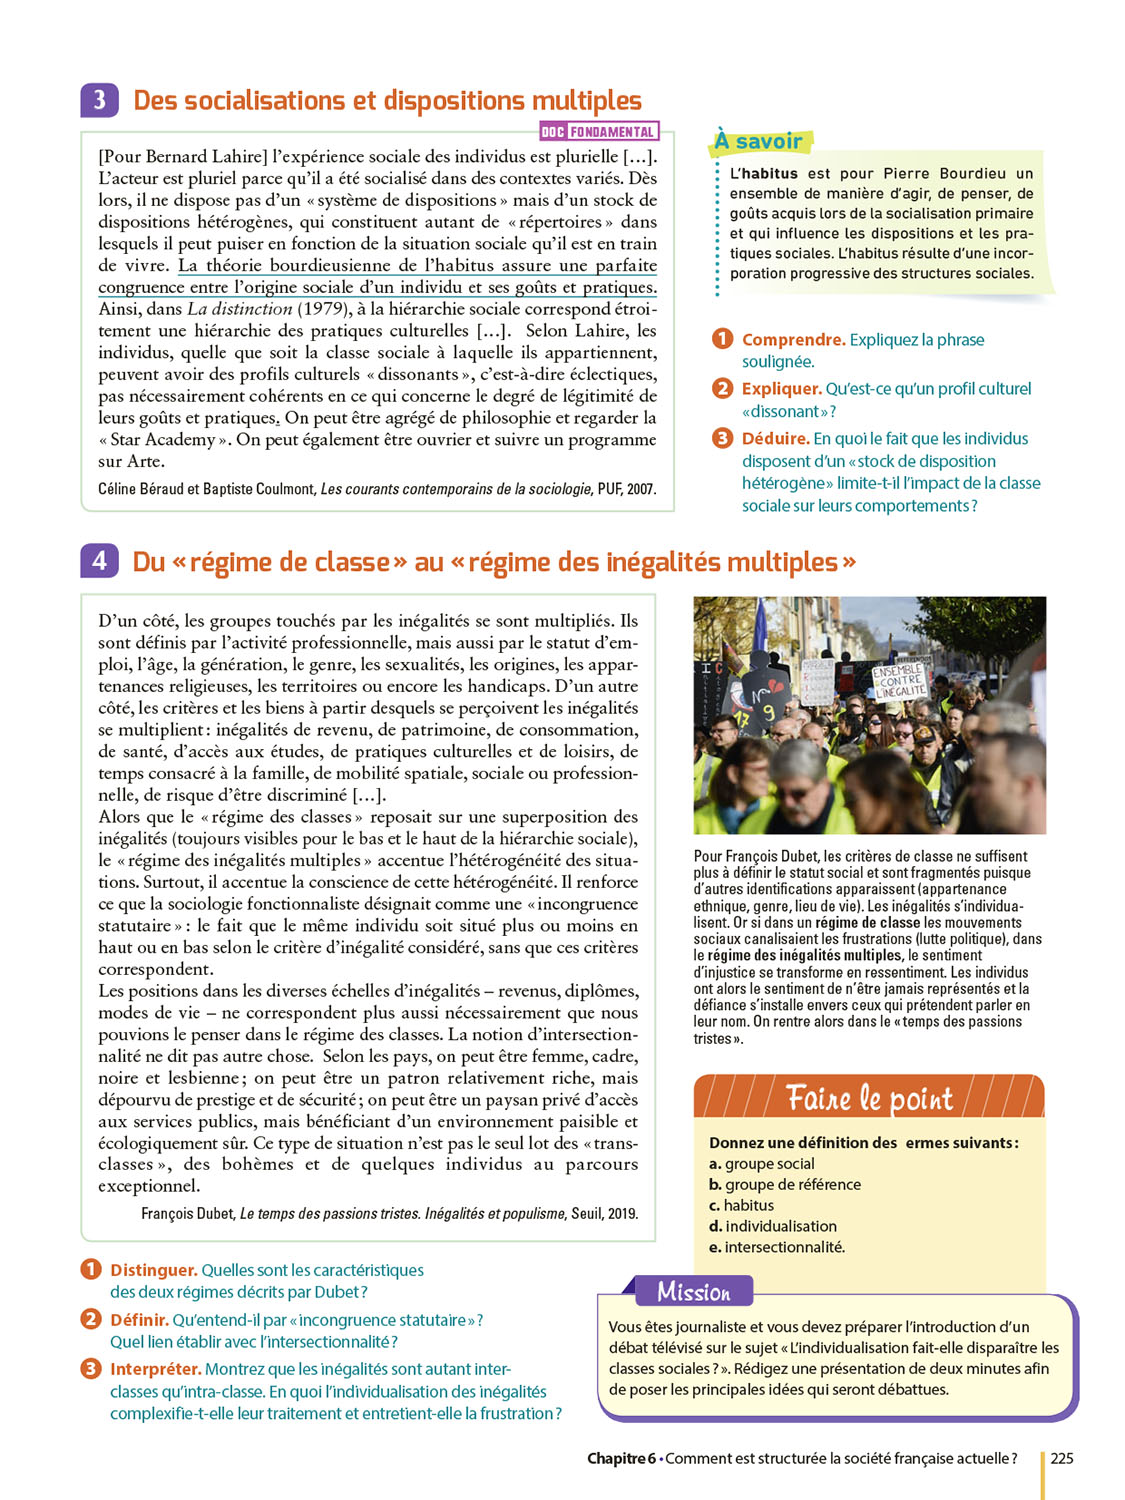 3 Des socialisations et dispositions multiples
DOC FONDAMENTAL
[Pour Bernard Lahire] l’expérience sociale des individus est plurielle […].
L’acteur est pluriel parce qu’il a été socialisé dans des contextes variés. Dès
lors, il ne dispose pas d’un « système de dispositions » mais d’un stock de
dispositions hétérogènes, qui constituent autant de « répertoires » dans
lesquels il peut puiser en fonction de la situation sociale qu’il est en train
de vivre. La théorie bourdieusienne de l’habitus assure une parfaite
congruence entre l’origine sociale d’un individu et ses goûts et pratiques.
Ainsi, dans La distinction (1979), à la hiérarchie sociale correspond étroi-
tement une hiérarchie des pratiques culturelles […]. Selon Lahire, les
individus, quelle que soit la classe sociale à laquelle ils appartiennent,
peuvent avoir des profils culturels « dissonants », c’est-à-dire éclectiques,
pas nécessairement cohérents en ce qui concerne le degré de légitimité de
leurs goûts et pratiques. On peut être agrégé de philosophie et regarder la
« Star Academy ». On peut également être ouvrier et suivre un programme
sur Arte.
Céline Béraud et Baptiste Coulmont, Les courants contemporains de la sociologie, PUF, 2007.
À savoir
L’habitus est pour Pierre Bourdieu un
ensemble de manière d’agir, de penser, de
goûts acquis lors de la socialisation primaire
et qui influence les dispositions et les pra-
tiques sociales. L’habitus résulte d’une incor-
poration progressive des structures sociales.
1 Comprendre. Expliquez la phrase
soulignée.
2 Expliquer. Qu’est-ce qu’un profil culturel
« dissonant » ?
3 Déduire. En quoi le fait que les individus
disposent d’un « stock de disposition
hétérogène » limite-t-il l’impact de la classe
sociale sur leurs comportements ?
4 Du « régime de classe » au « régime des inégalités multiples »
D’un côté, les groupes touchés par les inégalités se sont multipliés. Ils
sont définis par l’activité professionnelle, mais aussi par le statut d’em-
ploi, l’âge, la génération, le genre, les sexualités, les origines, les appar-
tenances religieuses, les territoires ou encore les handicaps. D’un autre
côté, les critères et les biens à partir desquels se perçoivent les inégalités
se multiplient : inégalités de revenu, de patrimoine, de consommation,
de santé, d’accès aux études, de pratiques culturelles et de loisirs, de
temps consacré à la famille, de mobilité spatiale, sociale ou profession-
nelle, de risque d’être discriminé […].
Alors que le « régime des classes » reposait sur une superposition des
inégalités (toujours visibles pour le bas et le haut de la hiérarchie sociale),
le « régime des inégalités multiples » accentue l’hétérogénéité des situa-
tions. Surtout, il accentue la conscience de cette hétérogénéité. Il renforce
ce que la sociologie fonctionnaliste désignait comme une « incongruence
statutaire » : le fait que le même individu soit situé plus ou moins en
haut ou en bas selon le critère d’inégalité considéré, sans que ces critères
correspondent.
Les positions dans les diverses échelles d’inégalités – revenus, diplômes,
modes de vie – ne correspondent plus aussi nécessairement que nous
pouvions le penser dans le régime des classes. La notion d’intersection-
nalité ne dit pas autre chose. Selon les pays, on peut être femme, cadre,
noire et lesbienne ; on peut être un patron relativement riche, mais
dépourvu de prestige et de sécurité ; on peut être un paysan privé d’accès
aux services publics, mais bénéficiant d’un environnement paisible et
écologiquement sûr. Ce type de situation n’est pas le seul lot des « trans-
classes », des bohèmes et de quelques individus au parcours
exceptionnel.
François Dubet, Le temps des passions tristes. Inégalités et populisme, Seuil, 2019.
1 Distinguer. Quelles sont les caractéristiques
des deux régimes décrits par Dubet ?
2 Définir. Qu’entend-il par « incongruence statutaire » ?
Quel lien établir avec l’intersectionnalité ?
3 Interpréter. Montrez que les inégalités sont autant inter-
classes qu’intra-classe. En quoi l’individualisation des inégalités
complexifie-t-elle leur traitement et entretient-elle la frustration ?
N° 9
17
ENSEMBLE
CONTRE
L’INÉGALITÉ
Pour François Dubet, les critères de classe ne suffisent
plus à définir le statut social et sont fragmentés puisque
d’autres identifications apparaissent (appartenance
ethnique, genre, lieu de vie). Les inégalités s’individua-
lisent. Or si dans un régime de classe les mouvements
sociaux canalisaient les frustrations (lutte politique), dans
le régime des inégalités multiples, le sentiment
d’injustice se transforme en ressentiment. Les individus
ont alors le sentiment de n’être jamais représentés et la
défiance s’installe envers ceux qui prétendent parler en
leur nom. On rentre alors dans le « temps des passions
tristes ».
Faire le point
Donnez une définition des ermes suivants :
a. groupe social
b. groupe de référence
c. habitus
d. individualisation
e. intersectionnalité.
Mission
Vous êtes journaliste et vous devez préparer l’introduction d’un
débat télévisé sur le sujet « L’individualisation fait-elle disparaître les
classes sociales ? ». Rédigez une présentation de deux minutes afin
de poser les principales idées qui seront débattues.
Chapitre 6 • Comment est structurée la société française actuelle ? 225